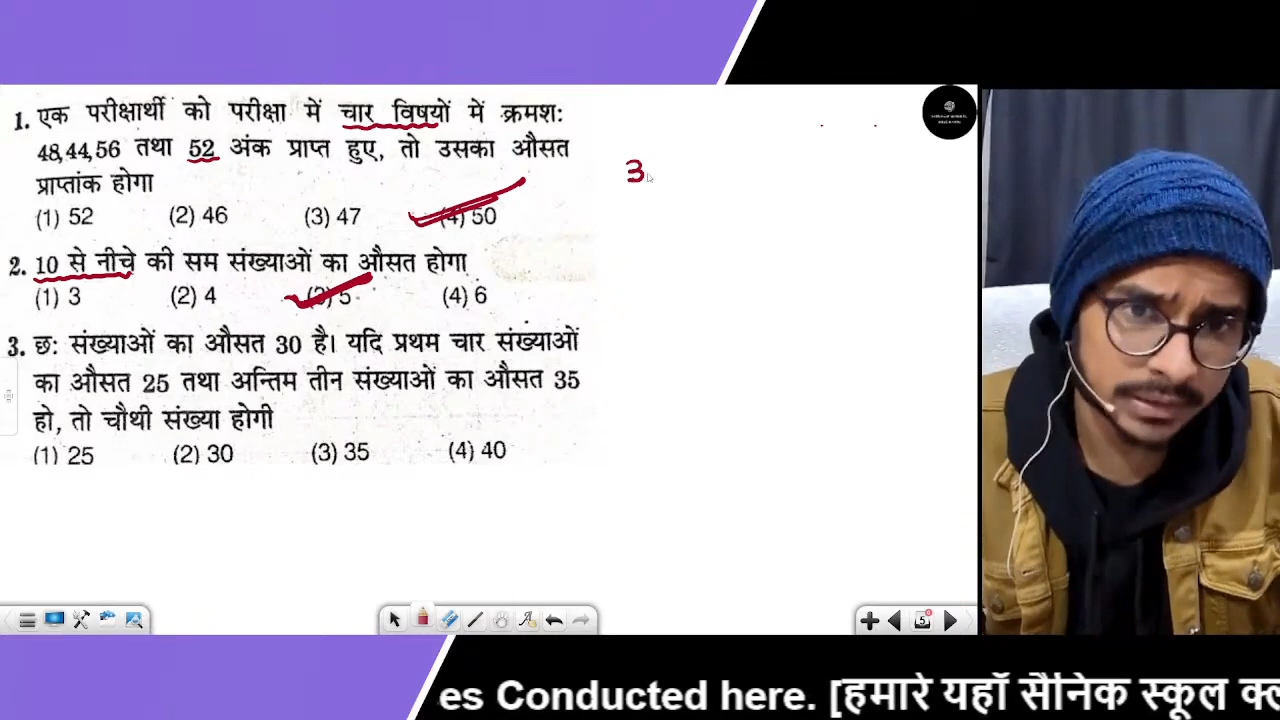 1. एक परीक्षार्थी को परीक्षा में चार विषयों में क्रमश:
48,44,56 तथा 52 अंक प्राप्त हुए, तो उसका औसत
प्राप्तांक होगा
(1) 52 (2) 46 (3) 47 (4) 50
2. 10 से नीचे की सम संख्याओं का औसत होगा
(1) 3 (2) 4 (3) 5 (4) 6
3. छ: संख्याओं का औसत 30 है। यदि प्रथम चार संख्याओं
का औसत 25 तथा अन्तिम तीन संख्याओं का औसत 35
हो, तो चौथी संख्या होगी
(1) 25 (2) 30 (3) 35 (4) 40
3
5
es Conducted here. [हमारे यहाँ सैनिक स्कूल क्ल